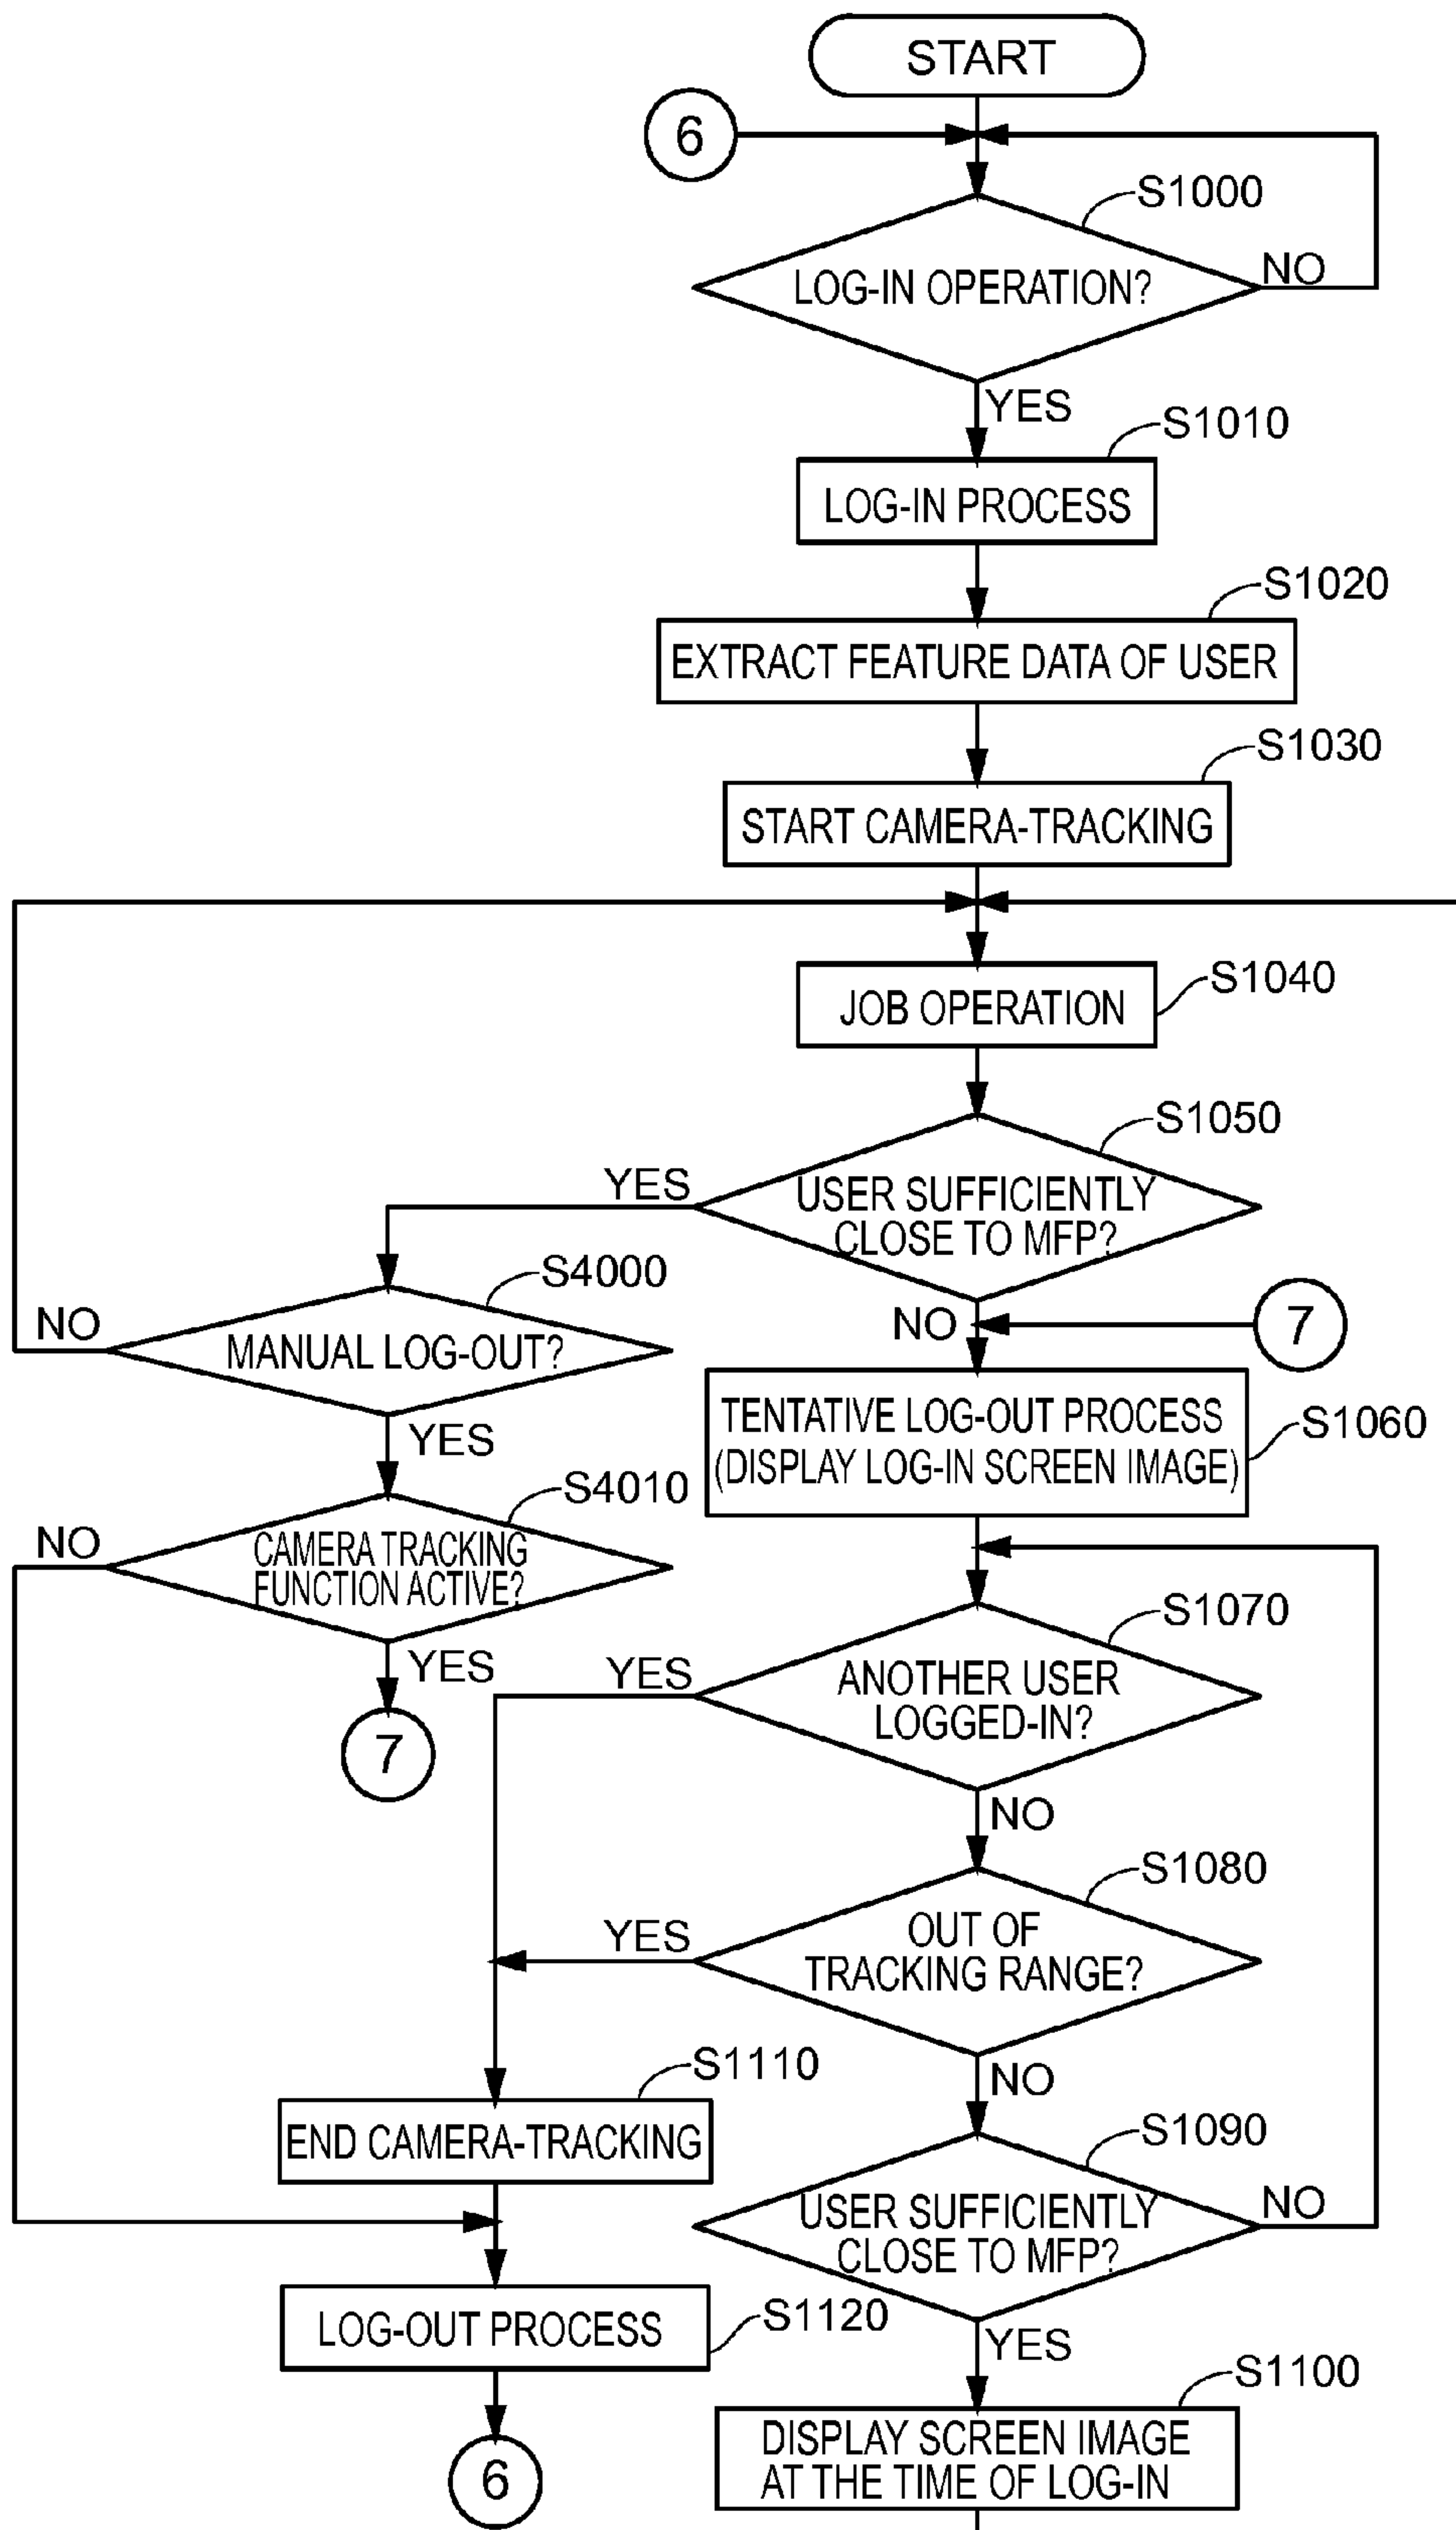 START
6
S1000
LOG-IN OPERATION?
NO
YES
S1010
LOG-IN PROCESS
S1020
EXTRACT FEATURE DATA OF USER
S1030
START CAMERA-TRACKING
S1040
JOB OPERATION
S1050
YES
USER SUFFICIENTLY
CLOSE TO MFP?
S4000
NO
MANUAL LOG-OUT?
NO
7
YES
TENTATIVE LOG-OUT PROCESS
(DISPLAY LOG-IN SCREEN IMAGE)
S1060
S4010
NO
CAMERA TRACKING
FUNCTION ACTIVE?
YES
7
S1070
YES
ANOTHER USER
LOGGED-IN?
NO
S1080
YES
OUT OF
TRACKING RANGE?
NO
S1110
END CAMERA-TRACKING
S1090
USER SUFFICIENTLY
CLOSE TO MFP?
NO
LOG-OUT PROCESS
S1120
YES
S1100
DISPLAY SCREEN IMAGE
AT THE TIME OF LOG-IN
6